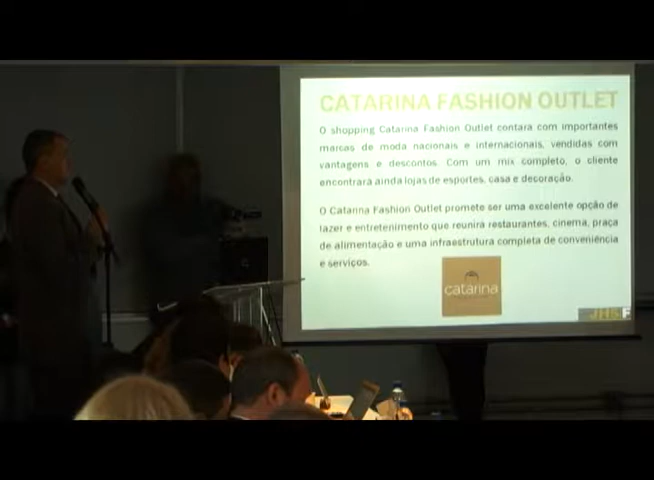 CATARINA FASHION OUTLET
O shopping Catarina Fashion Outlet contará com importantes
marcas de moda nacionais e internacionais, vendidas com
vantagens e descontos. Com um mix completo, o cliente
encontrará ainda lojas de esportes, casa e decoração.
O Catarina Fashion Outlet promete ser uma excelente opção de
lazer e entretenimento que reunirá restaurantes, cinema, praça
de alimentação e uma infraestrutura completa de conveniência
e serviços.
catarina
JHSF